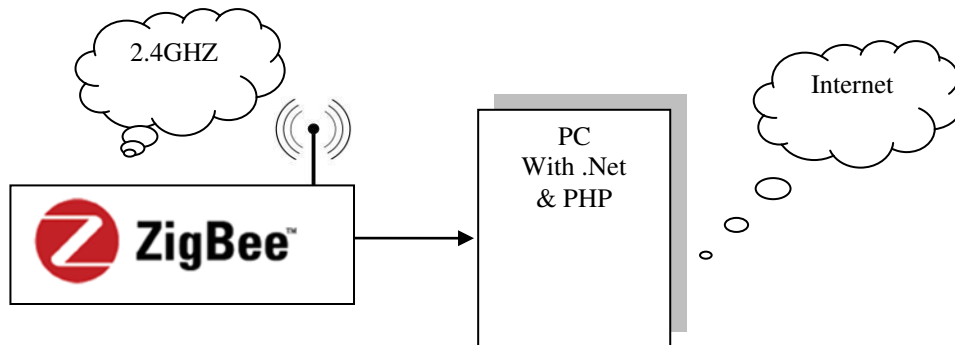 2.4GHZ
Internet
PC
With .Net
& PHP
ZigBee™